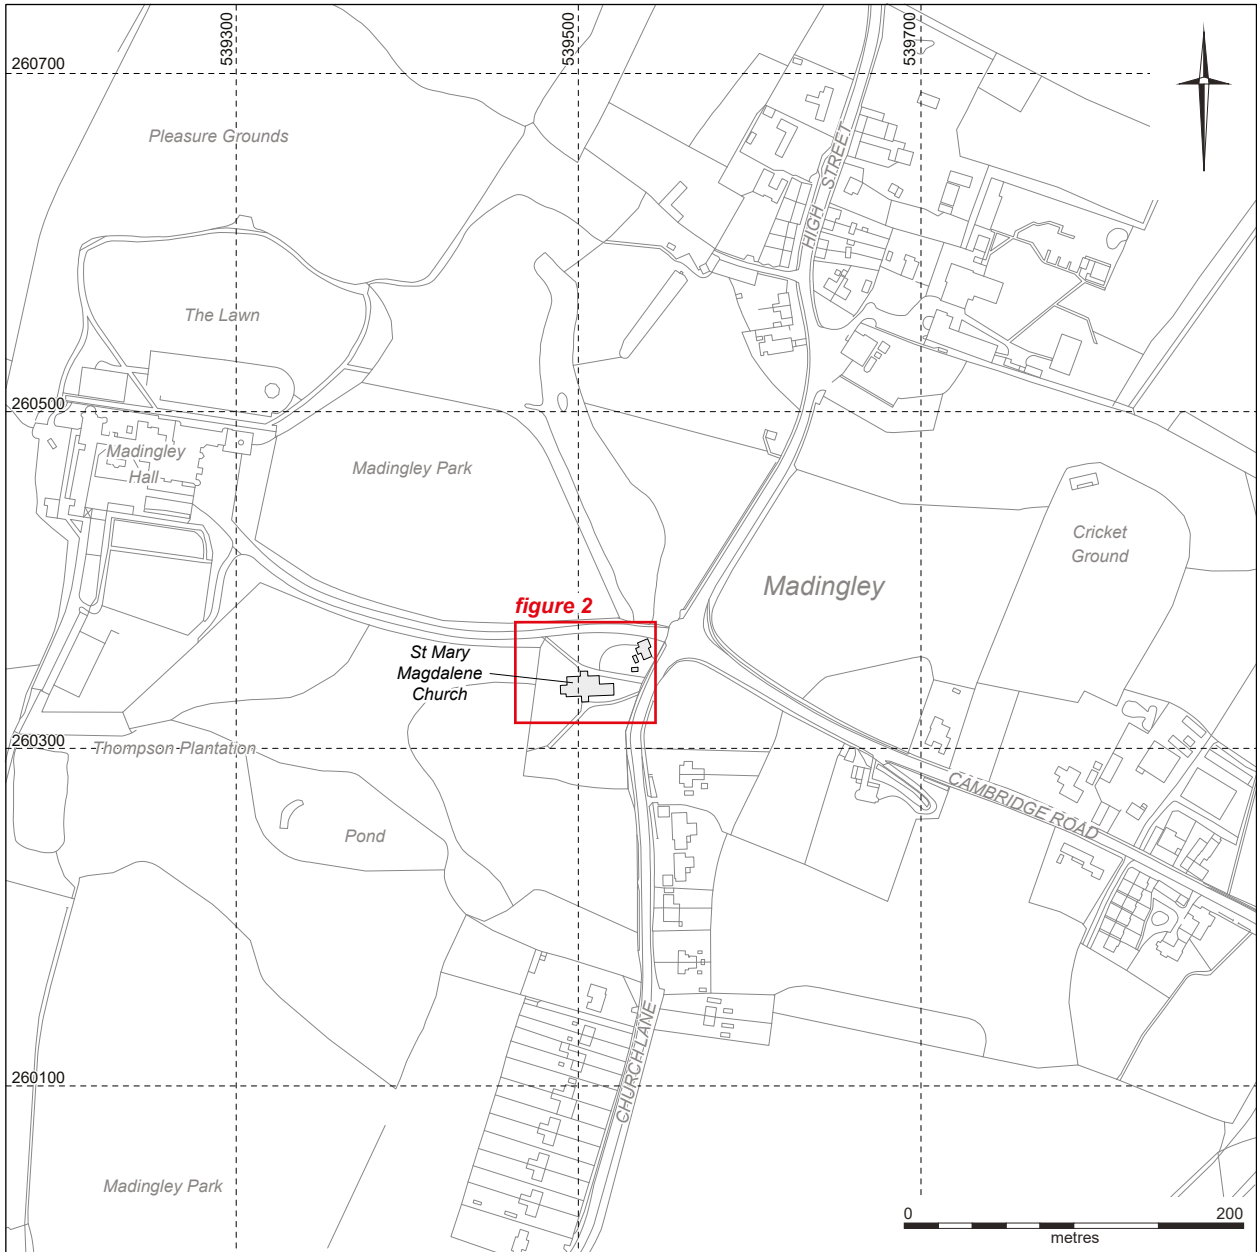 539300
539500
539700
260700
Pleasure Grounds
HIGH STREET
The Lawn
260500
Madingley
Hall
Madingley Park
Cricket
Ground
Madingley
figure 2
St Mary
Magdalene
Church
260300
Thompson Plantation
CAMBRIDGE ROAD
Pond
CHURCH LANE
260100
Madingley Park
0
200
metres